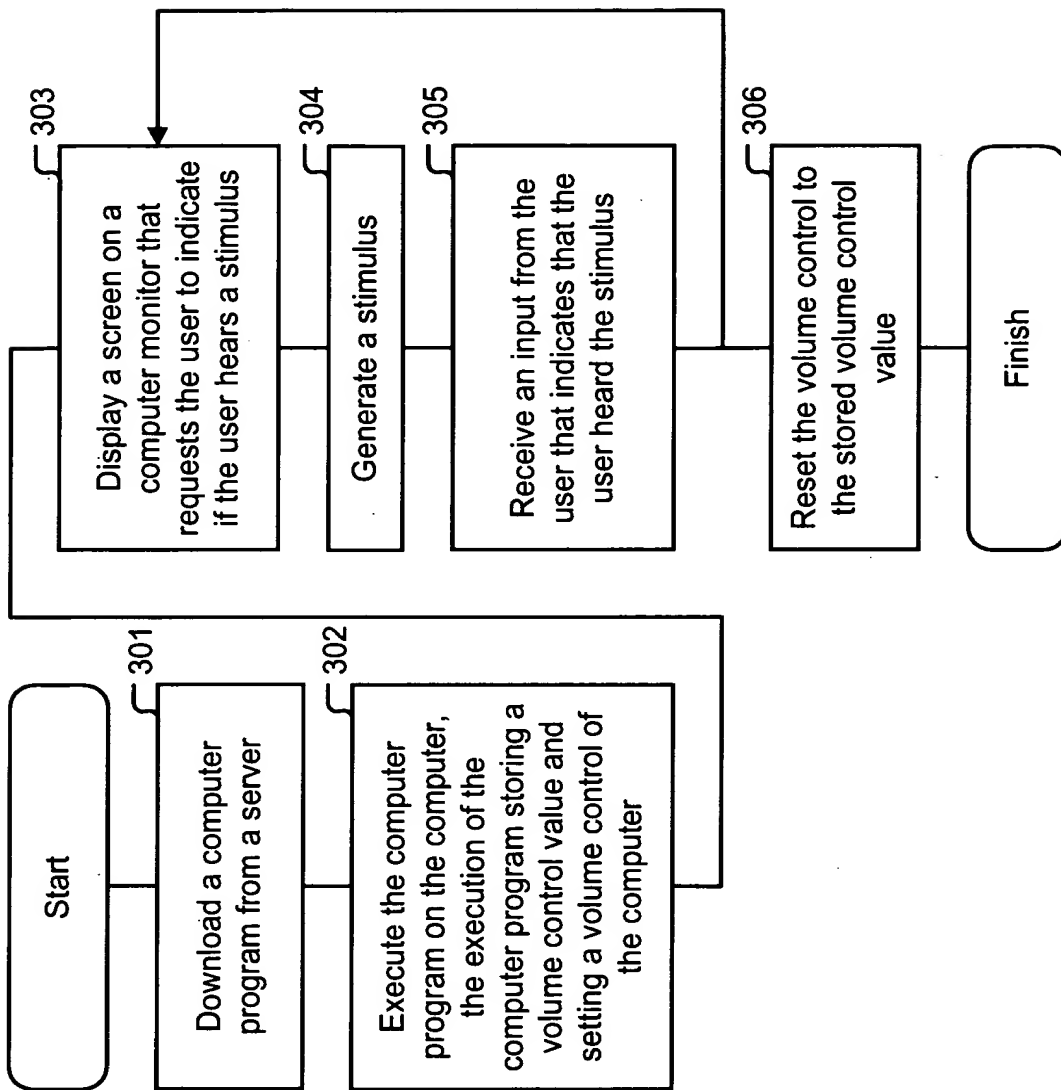 Start
301
Download a computer
program from a server
302
Execute the computer
program on the computer,
the execution of the
computer program storing a
volume control value and
setting a volume control of
the computer
303
Display a screen on a
computer monitor that
requests the user to indicate
if the user hears a stimulus
304
Generate a stimulus
305
Receive an input from the
user that indicates that the
user heard the stimulus
306
Reset the volume control to
the stored volume control
value
Finish